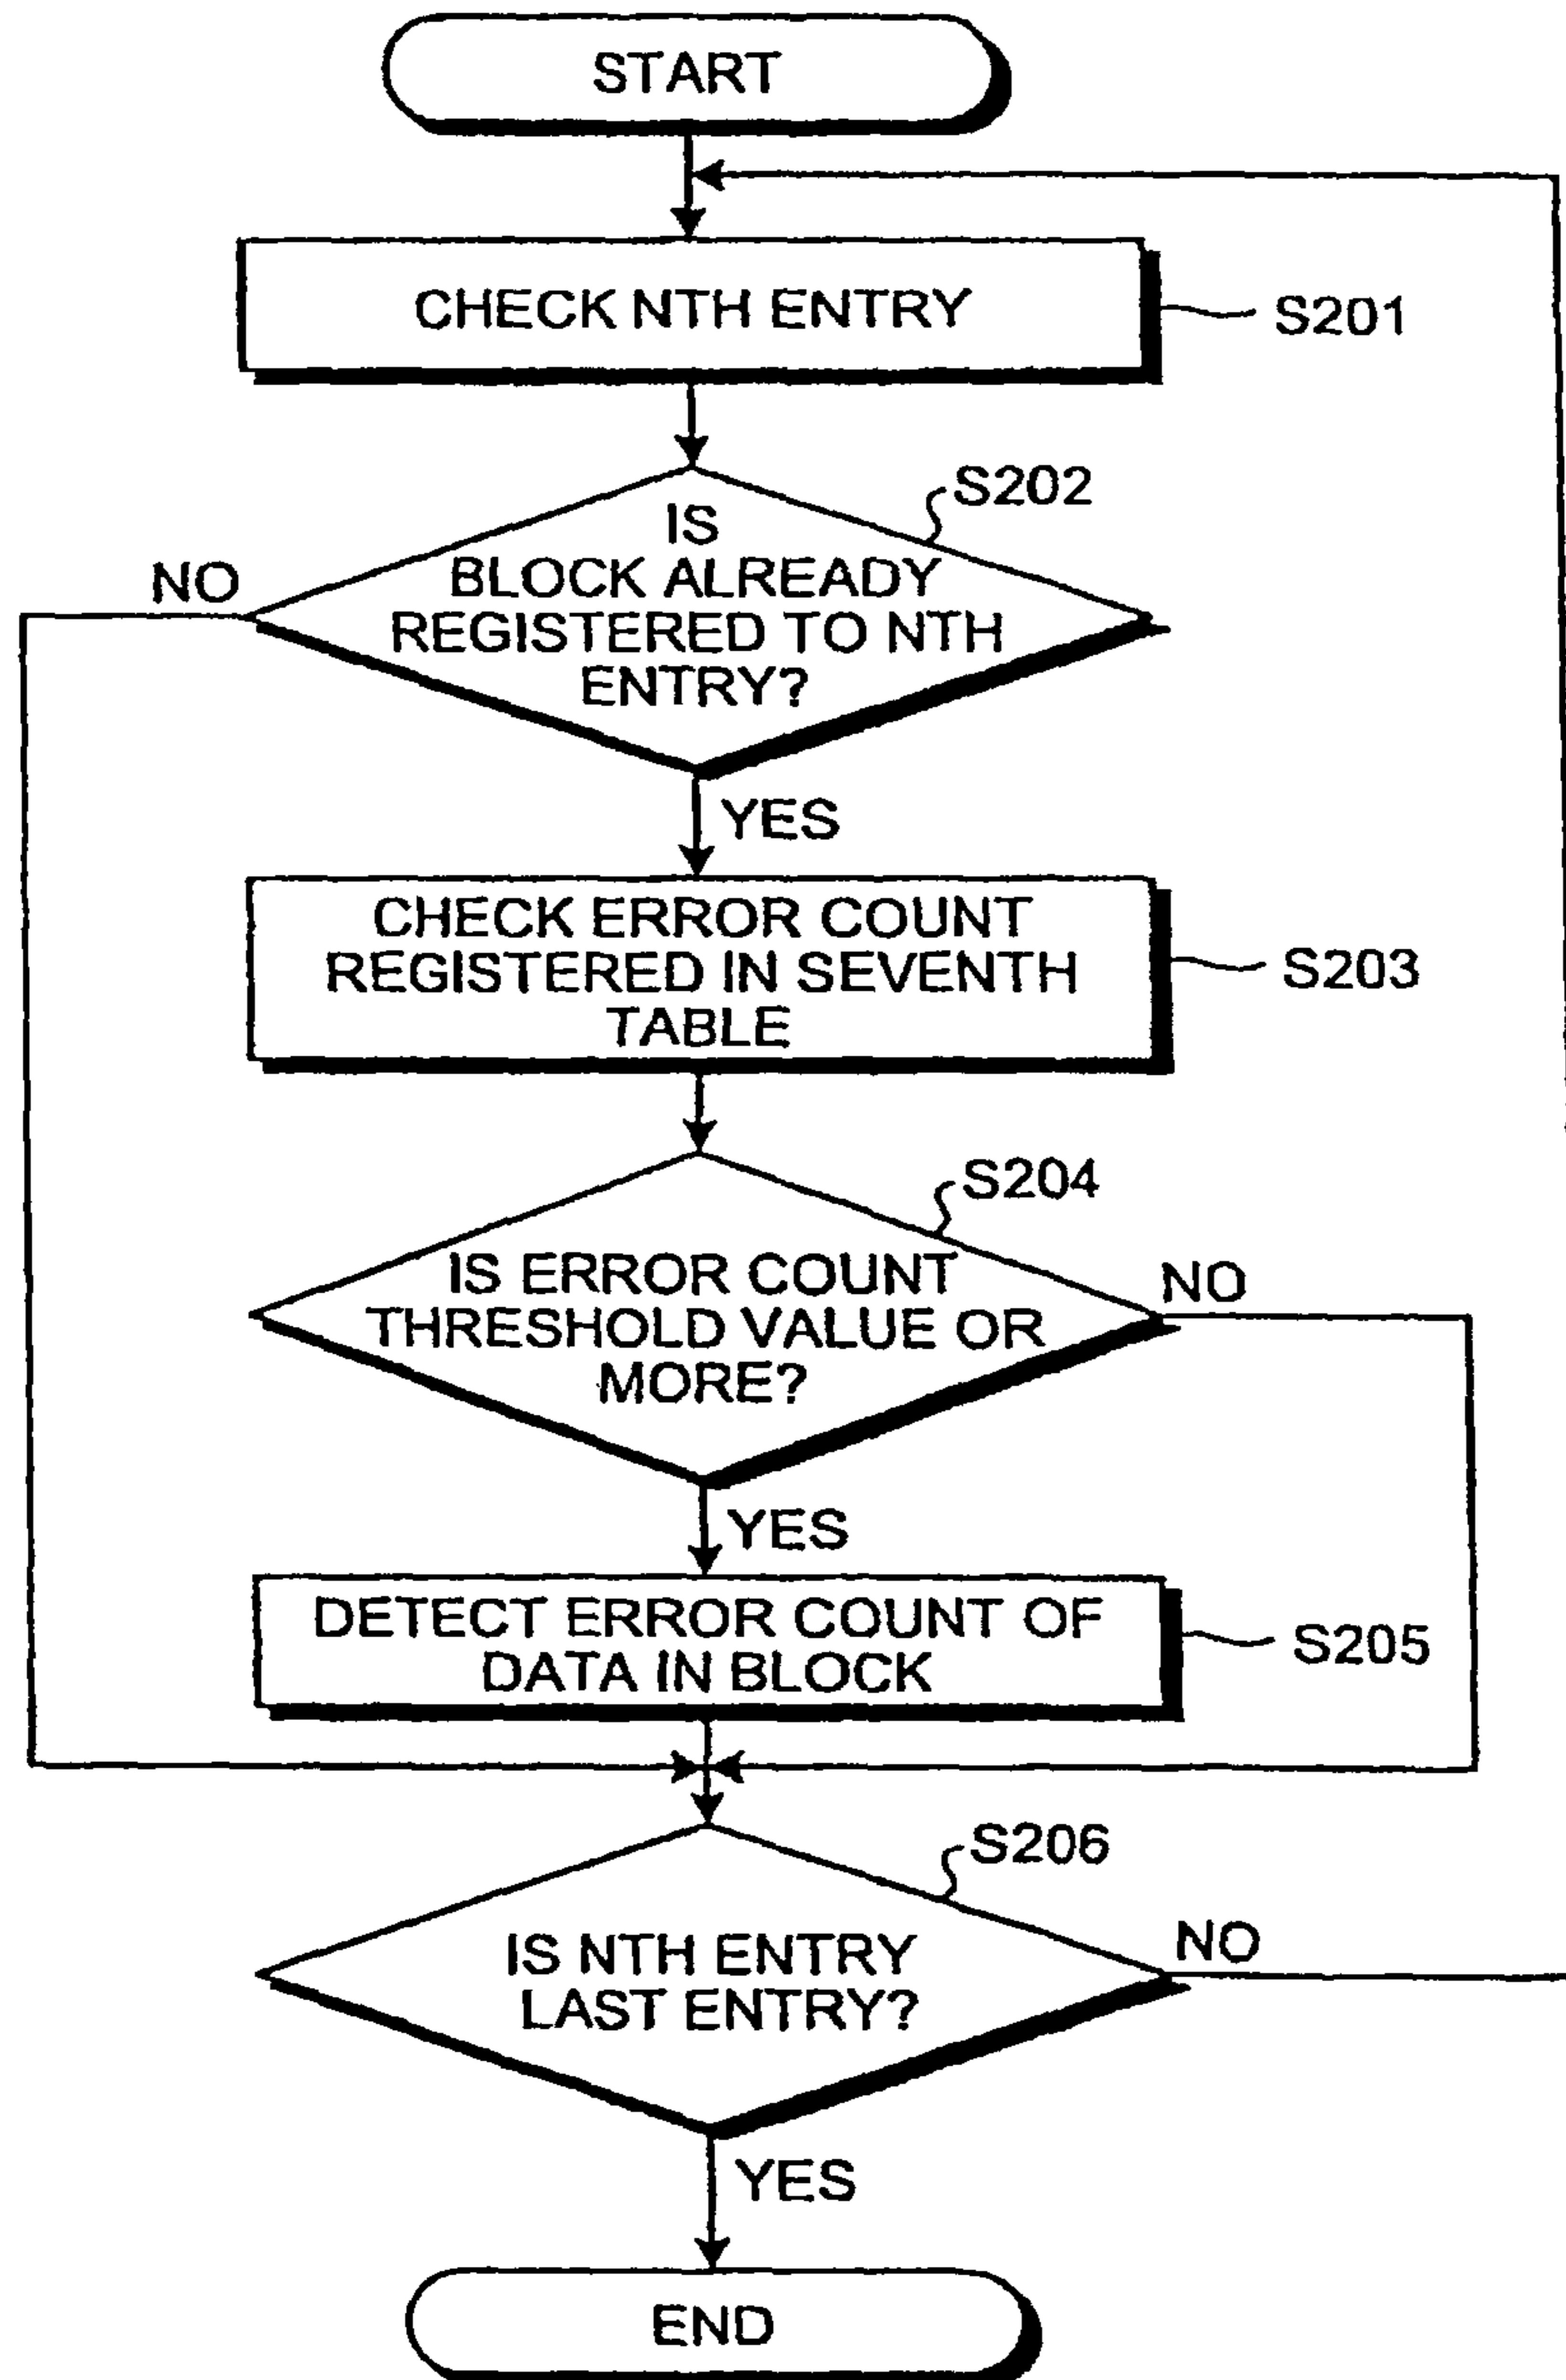 START
CHECK NTH ENTRY
S201
S202
IS
BLOCK ALREADY
REGISTERED TO NTH
ENTRY?
NO
YES
CHECK ERROR COUNT
REGISTERED IN SEVENTH
TABLE
S203
S204
IS ERROR COUNT
THRESHOLD VALUE OR
MORE?
NO
YES
DETECT ERROR COUNT OF
DATA IN BLOCK
S205
S206
IS NTH ENTRY
LAST ENTRY?
NO
YES
END